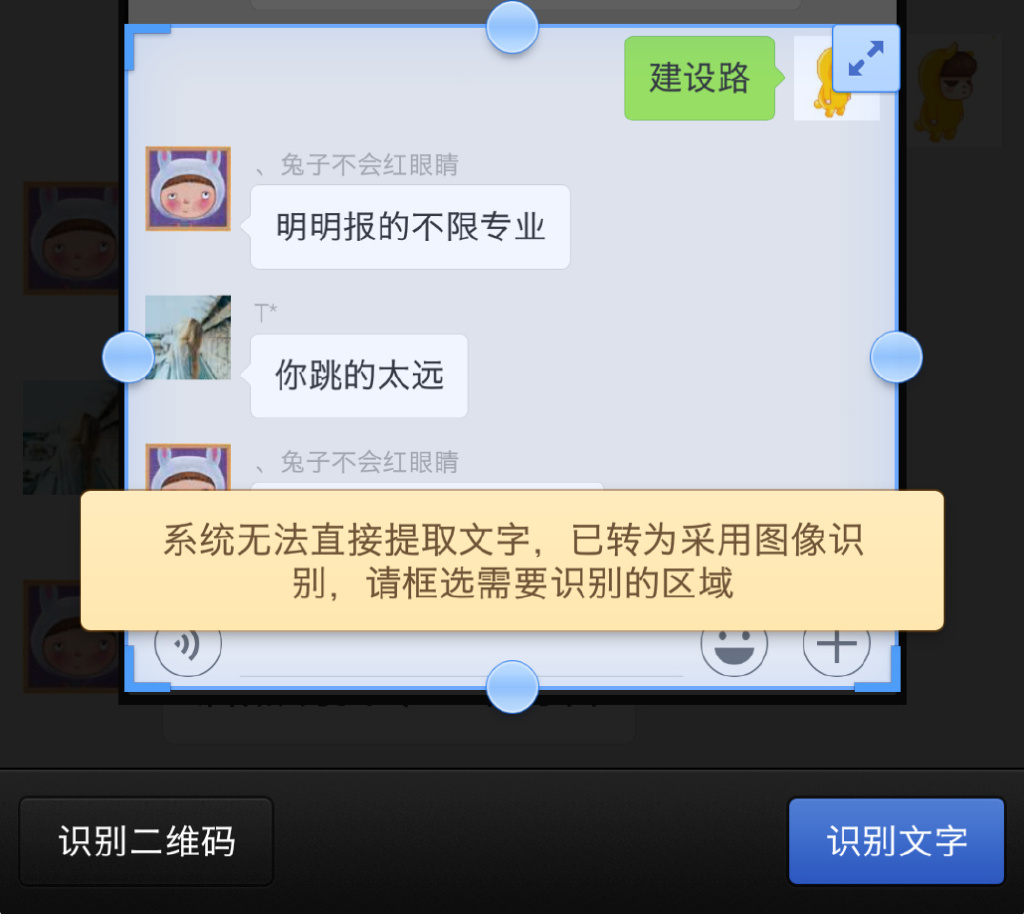 建设路
、兔子不会红眼睛
明明报的不限专业
T*
你跳的太远
、兔子不会红眼睛
系统无法直接提取文字，已转为采用图像识
别，请框选需要识别的区域
识别二维码
识别文字